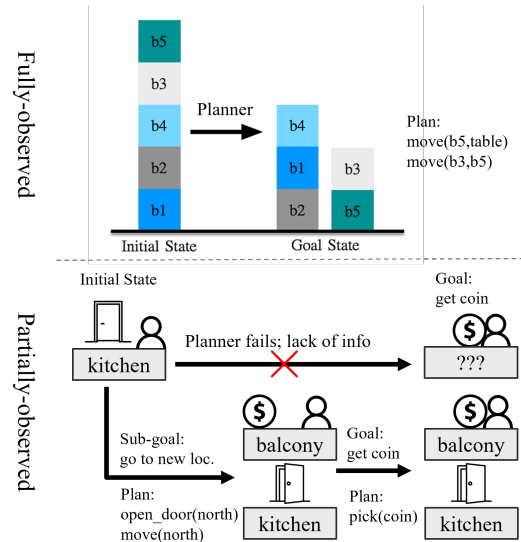 Fully-observed
b5
b3
b4
b2
b1
Initial State
Planner
b4
b1
b2
b3
b5
Goal State
Plan:
move(b5,table)
move(b3,b5)
Partially-observed
Initial State
kitchen
Planner fails; lack of info
Goal:
get coin
$
???
Sub-goal:
go to new loc.
Plan:
open_door(north)
move(north)
$
balcony
kitchen
Goal:
get coin
Plan:
pick(coin)
$
balcony
kitchen